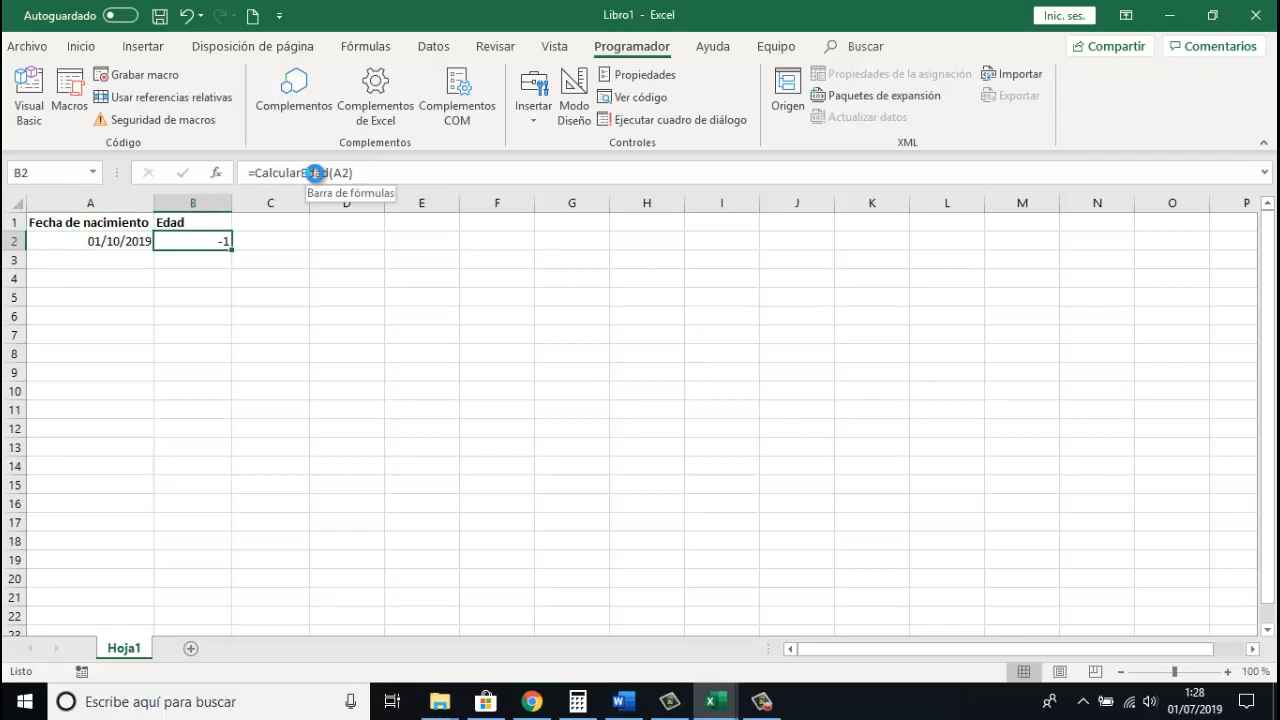 Autoguardado
Libro1 - Excel
Inic. ses.
Archivo Inicio Insertar Disposición de página Fórmulas Datos Revisar Vista Programador Ayuda Equipo Buscar Compartir Comentarios
Visual Basic
Macros
Grabar macro
Usar referencias relativas
Seguridad de macros
Código
Complementos
Complementos de Excel
Complementos COM
Complementos
Insertar
Modo Diseño
Propiedades
Ver código
Ejecutar cuadro de diálogo
Controles
Origen
Propiedades de la asignación
Paquetes de expansión
Actualizar datos
Importar
Exportar
XML
B2 fx =CalcularEdad(A2)
Barra de fórmulas
A B C D E F G H I J K L M N O P
1 Fecha de nacimiento Edad
2 01/10/2019 -1
3
4
5
6
7
8
9
10
11
12
13
14
15
16
17
18
19
20
21
22
23
Hoja1
Listo 100 %
Escribe aquí para buscar
1:28
01/07/2019